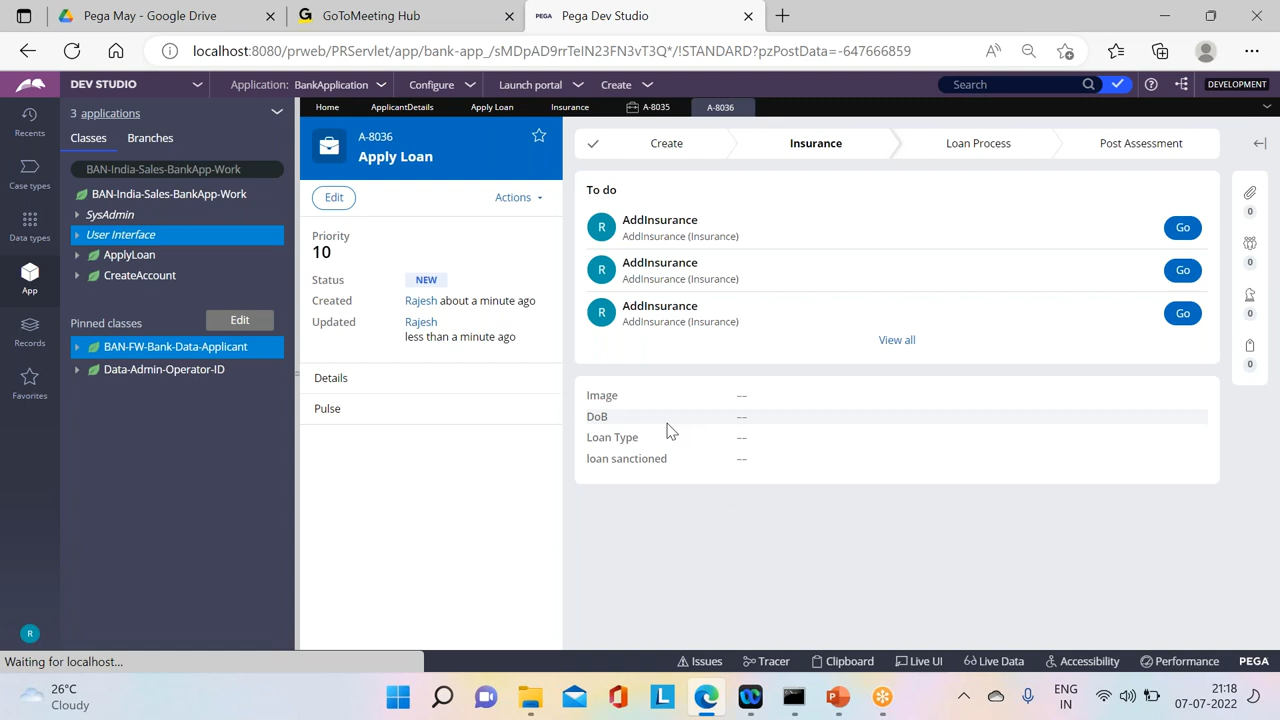 Pega May - Google Drive
GoToMeeting Hub
PEGA Pega Dev Studio
localhost:8080/prweb/PRServlet/app/bank-app_/sMDpAD9rrTeIN23FN3vT3Q*/!STANDARD?pzPostData=-647666859
DEV STUDIO
Application: BankApplication
Configure
Launch portal
Create
Search
DEVELOPMENT
Recents
Case types
Data types
App
Records
Favorites
R
3 applications
Classes
Branches
BAN-India-Sales-BankApp-Work
BAN-India-Sales-BankApp-Work
SysAdmin
User Interface
ApplyLoan
CreateAccount
Pinned classes
Edit
BAN-FW-Bank-Data-Applicant
Data-Admin-Operator-ID
Home
ApplicantDetails
Apply Loan
Insurance
A-8035
A-8036
A-8036
Apply Loan
Edit
Actions
Priority
10
Status NEW
Created Rajesh about a minute ago
Updated Rajesh
less than a minute ago
Details
Pulse
Create
Insurance
Loan Process
Post Assessment
To do
R AddInsurance
AddInsurance (Insurance)
Go
R AddInsurance
AddInsurance (Insurance)
Go
R AddInsurance
AddInsurance (Insurance)
Go
View all
Image --
DoB --
Loan Type --
loan sanctioned --
0
0
0
0
Waiting for localhost...
Issues
Tracer
Clipboard
Live UI
Live Data
Accessibility
Performance
PEGA
26°C
Cloudy
L
ENG
IN
21:18
07-07-2022